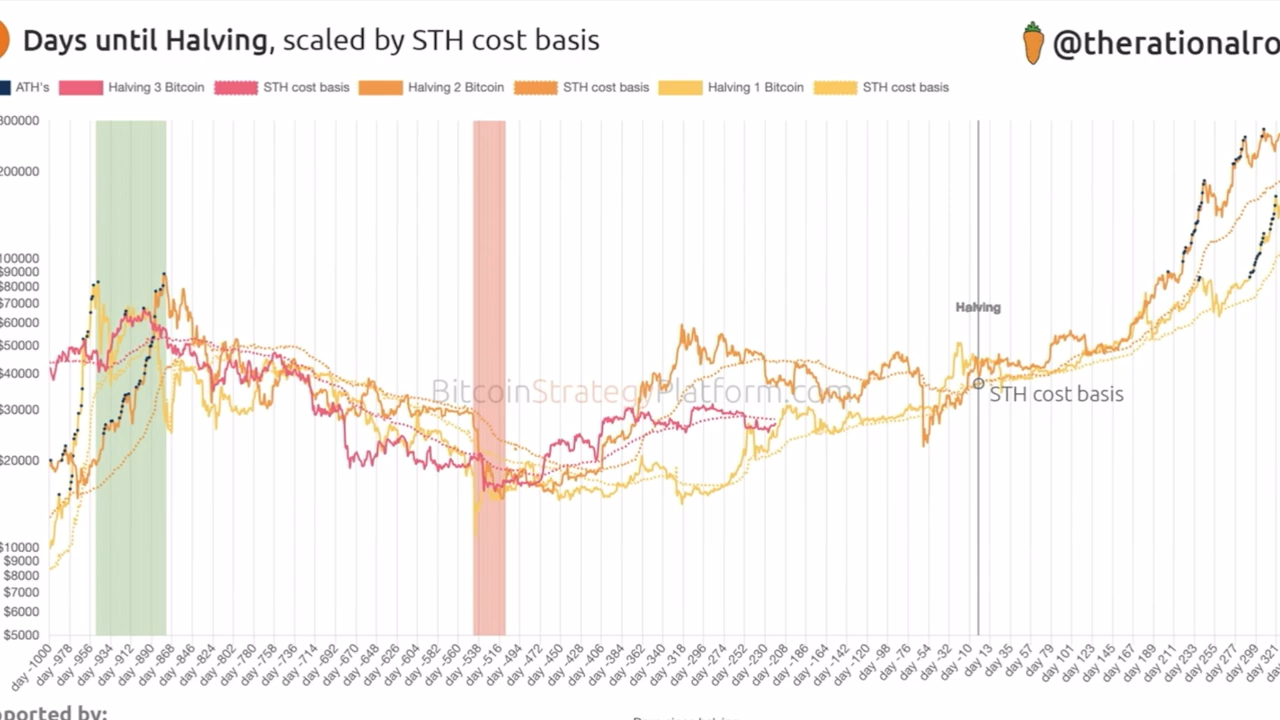 Days until Halving, scaled by STH cost basis
@therationalro
ATH's Halving 3 Bitcoin STH cost basis Halving 2 Bitcoin STH cost basis Halving 1 Bitcoin STH cost basis
300000
200000
100000
$90000
$80000
$70000
$60000
$50000
$40000
$30000
$20000
$10000
$9000
$8000
$7000
$6000
$5000
Halving
BitcoinStrategyPlatform.com
STH cost basis
day -1000 day -978 day -956 day -934 day -912 day -890 day -868 day -846 day -824 day -802 day -780 day -758 day -736 day -714 day -692 day -670 day -648 day -626 day -604 day -582 day -560 day -538 day -516 day -494 day -472 day -450 day -428 day -406 day -384 day -362 day -340 day -318 day -296 day -274 day -252 day -230 day -208 day -186 day -164 day -142 day -120 day -98 day -76 day -54 day -32 day -10 day 13 day 35 day 57 day 79 day 101 day 123 day 145 day 167 day 189 day 211 day 233 day 255 day 277 day 299 day 321
ported by: